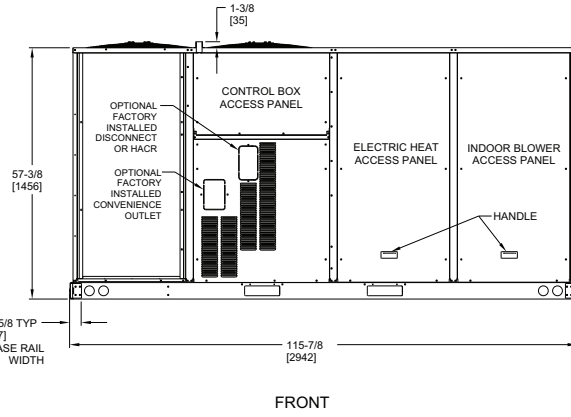 1-3/8
[35]
CONTROL BOX
ACCESS PANEL
OPTIONAL
FACTORY
INSTALLED
DISCONNECT
OR HACR
ELECTRIC HEAT
ACCESS PANEL
INDOOR BLOWER
ACCESS PANEL
57-3/8
[1456]
OPTIONAL
FACTORY
INSTALLED
CONVENIENCE
OUTLET
HANDLE
5/8 TYP
7]
ASE RAIL
WIDTH
115-7/8
[2942]
FRONT